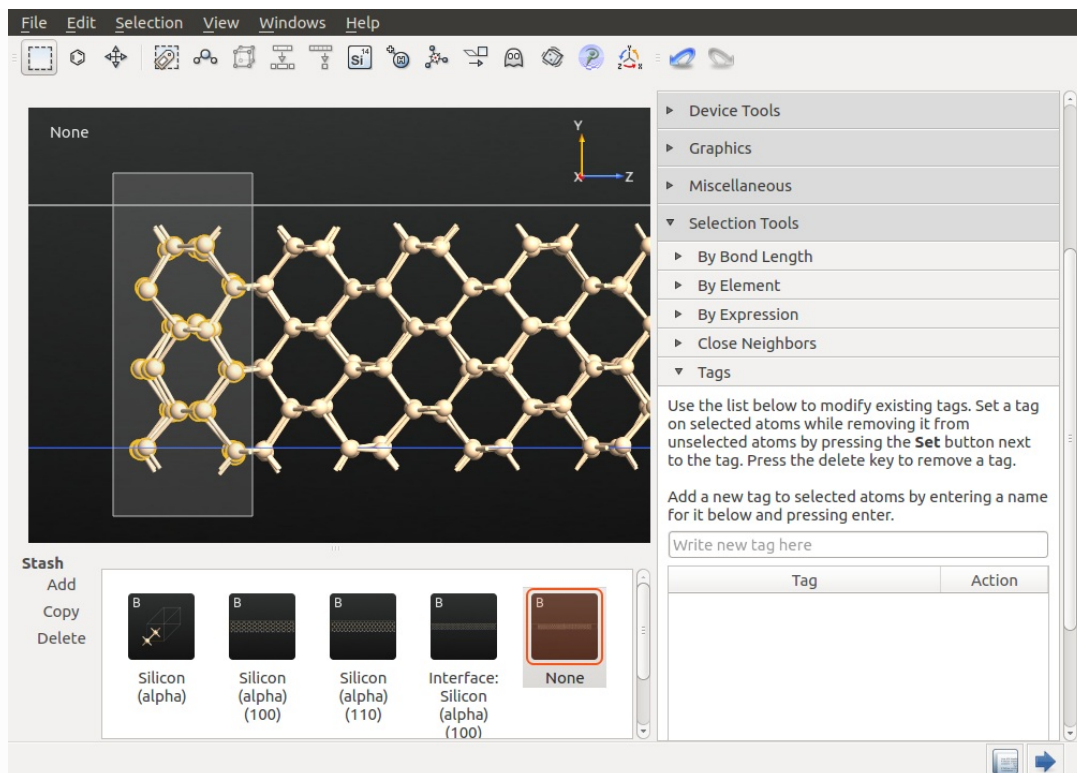 File Edit Selection View Windows Help
Si 14
None
Y
X
Z
Device Tools
Graphics
Miscellaneous
Selection Tools
By Bond Length
By Element
By Expression
Close Neighbors
Tags
Use the list below to modify existing tags. Set a tag
on selected atoms while removing it from
unselected atoms by pressing the Set button next
to the tag. Press the delete key to remove a tag.
Add a new tag to selected atoms by entering a name
for it below and pressing enter.
Write new tag here
Tag Action
Stash
Add
Copy
Delete
B B B B B
Silicon
(alpha)
Silicon
(alpha)
(100)
Silicon
(alpha)
(110)
Interface:
Silicon
(alpha)
(100)
None